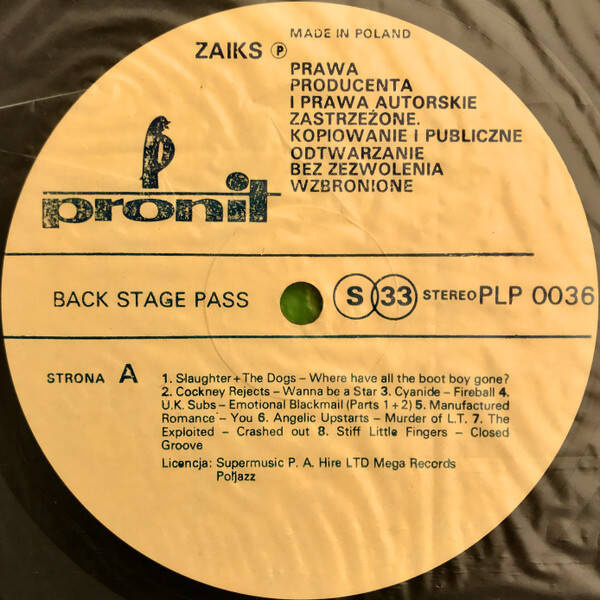 MADE IN POLAND
ZAIKS Ⓟ
PRAWA
PRODUCENTA
I PRAWA AUTORSKIE
ZASTRZEŻONE.
KOPIOWANIE I PUBLICZNE
ODTWARZANIE
BEZ ZEZWOLENIA
WZBRONIONE
pronit
BACK STAGE PASS
S 33 STEREO PLP 0036
STRONA A
1. Slaughter + The Dogs – Where have all the boot boy gone?
2. Cockney Rejects – Wanna be a Star 3. Cyanide – Fireball 4.
U.K. Subs – Emotional Blackmail (Parts 1 + 2) 5. Manufactured
Romance – You 6. Angelic Upstarts – Murder of L.T. 7. The
Exploited – Crashed out 8. Stiff Little Fingers – Closed
Groove
Licencja: Supermusic P. A. Hire LTD Mega Records
Poljazz